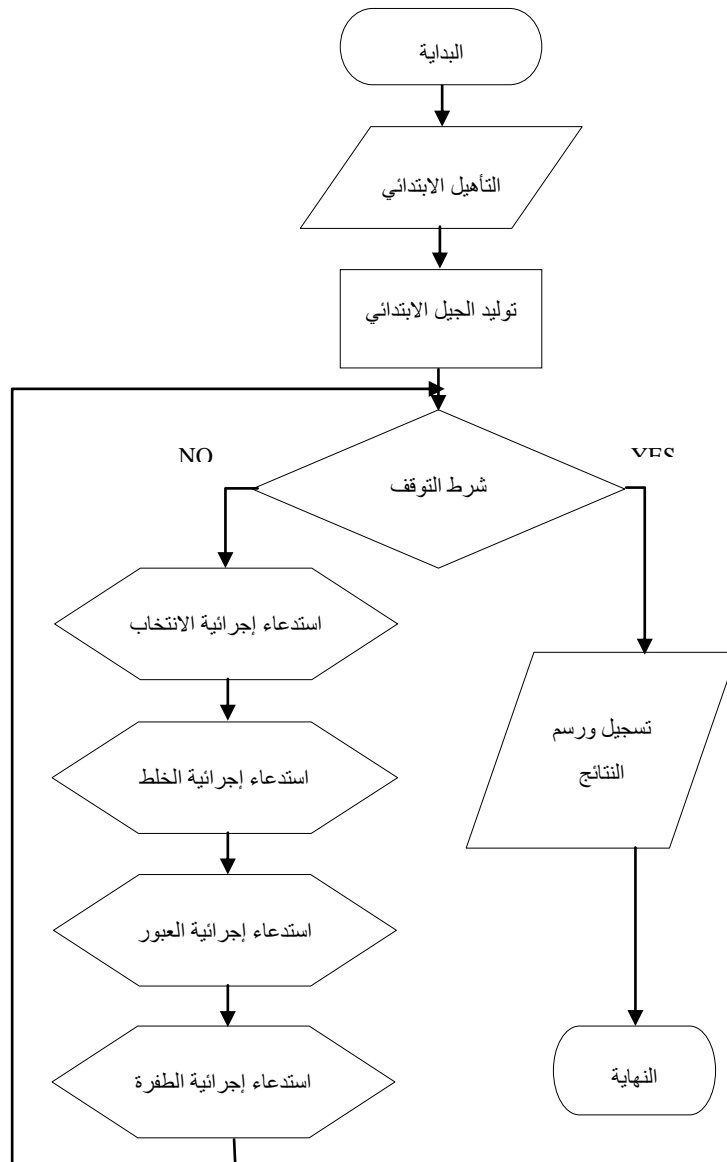 البداية
التأهيل الابتدائي
توليد الجيل الابتدائي
NO
YES
شرط التوقف
استدعاء إجرائية الانتخاب
استدعاء إجرائية الخلط
استدعاء إجرائية العبور
استدعاء إجرائية الطفرة
تسجيل ورسم
النتائج
النهاية